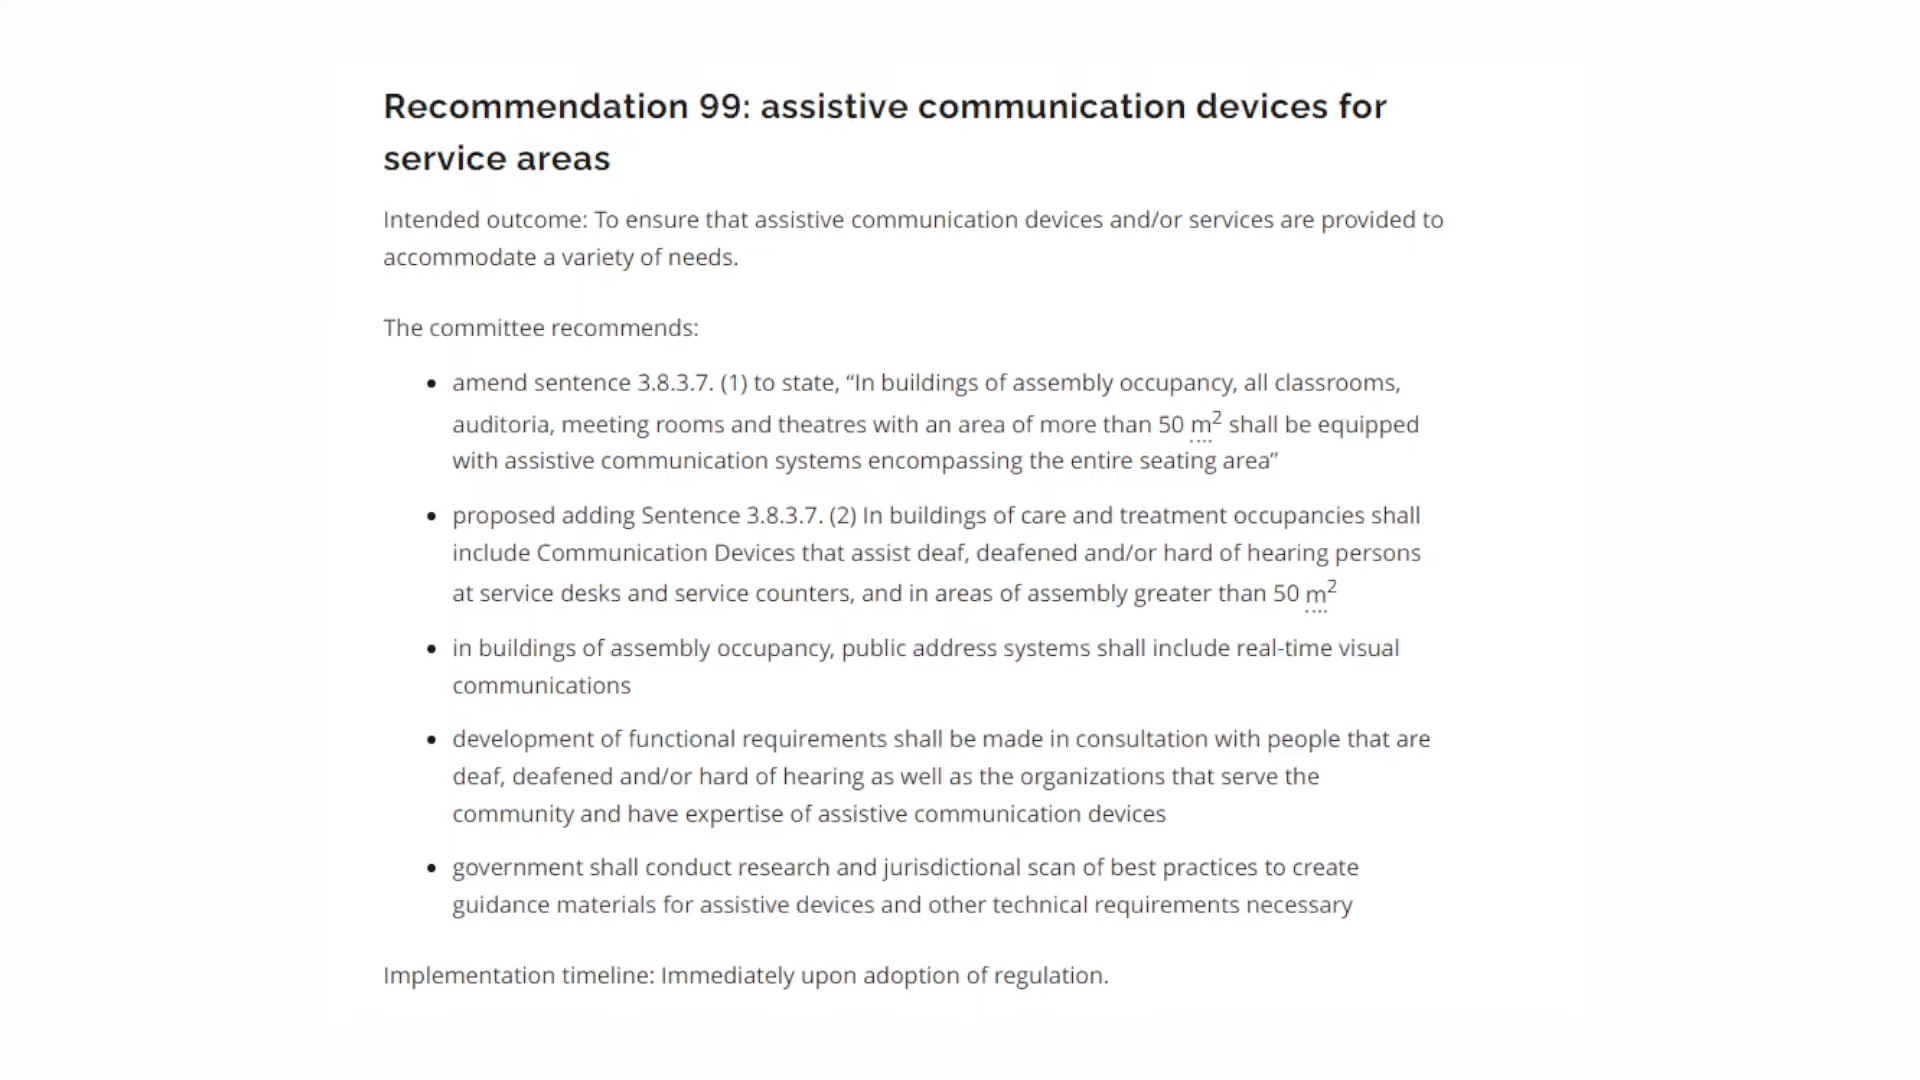 Recommendation 99: assistive communication devices for
service areas
Intended outcome: To ensure that assistive communication devices and/or services are provided to
accommodate a variety of needs.
The committee recommends:
• amend sentence 3.8.3.7. (1) to state, “In buildings of assembly occupancy, all classrooms,
auditoria, meeting rooms and theatres with an area of more than 50 m² shall be equipped
with assistive communication systems encompassing the entire seating area”
• proposed adding Sentence 3.8.3.7. (2) In buildings of care and treatment occupancies shall
include Communication Devices that assist deaf, deafened and/or hard of hearing persons
at service desks and service counters, and in areas of assembly greater than 50 m²
• in buildings of assembly occupancy, public address systems shall include real-time visual
communications
• development of functional requirements shall be made in consultation with people that are
deaf, deafened and/or hard of hearing as well as the organizations that serve the
community and have expertise of assistive communication devices
• government shall conduct research and jurisdictional scan of best practices to create
guidance materials for assistive devices and other technical requirements necessary
Implementation timeline: Immediately upon adoption of regulation.